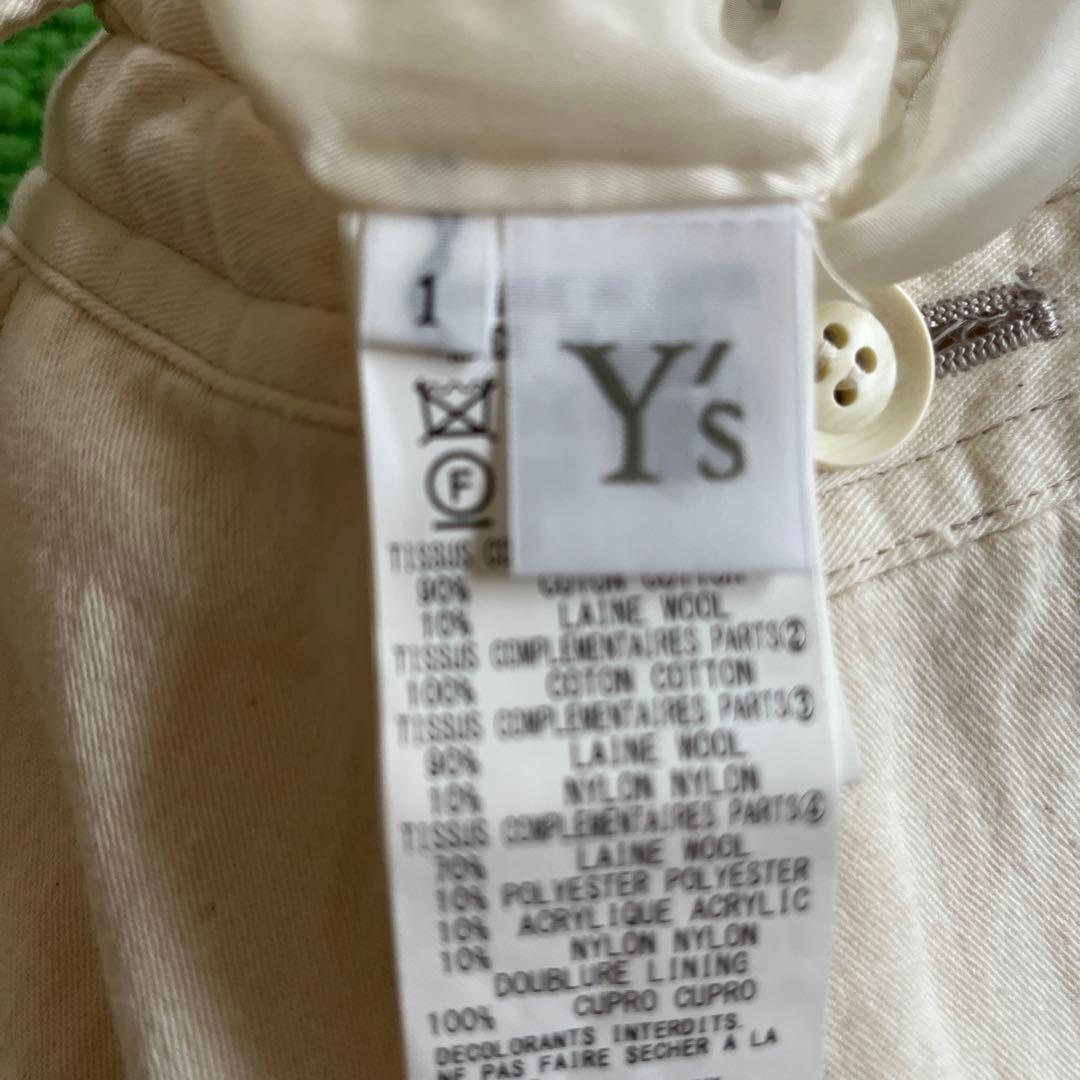 1
Y's
F
TISSUS
90% COTON COTTON
10% LAINE WOOL
TISSUS COMPLEMENTAIRES PARTS②
100% COTON COTTON
TISSUS COMPLEMENTAIRES PARTS③
90% LAINE WOOL
10% NYLON NYLON
TISSUS COMPLEMENTAIRES PARTS④
70% LAINE WOOL
10% POLYESTER POLYESTER
10% ACRYLIQUE ACRYLIC
10% NYLON NYLON
DOUBLURE LINING
100% CUPRO CUPRO
DECOLORANTS INTERDITS.
NE PAS FAIRE SECHER A LA